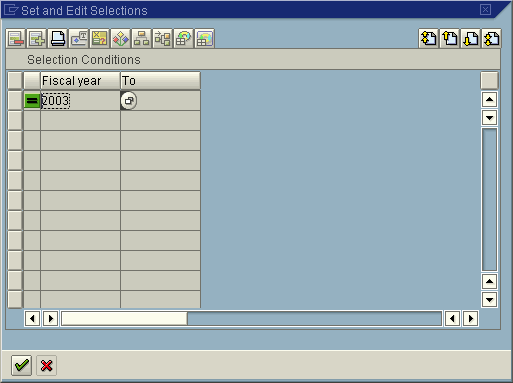 Set and Edit Selections
Selection Conditions
Fiscal year To
2003